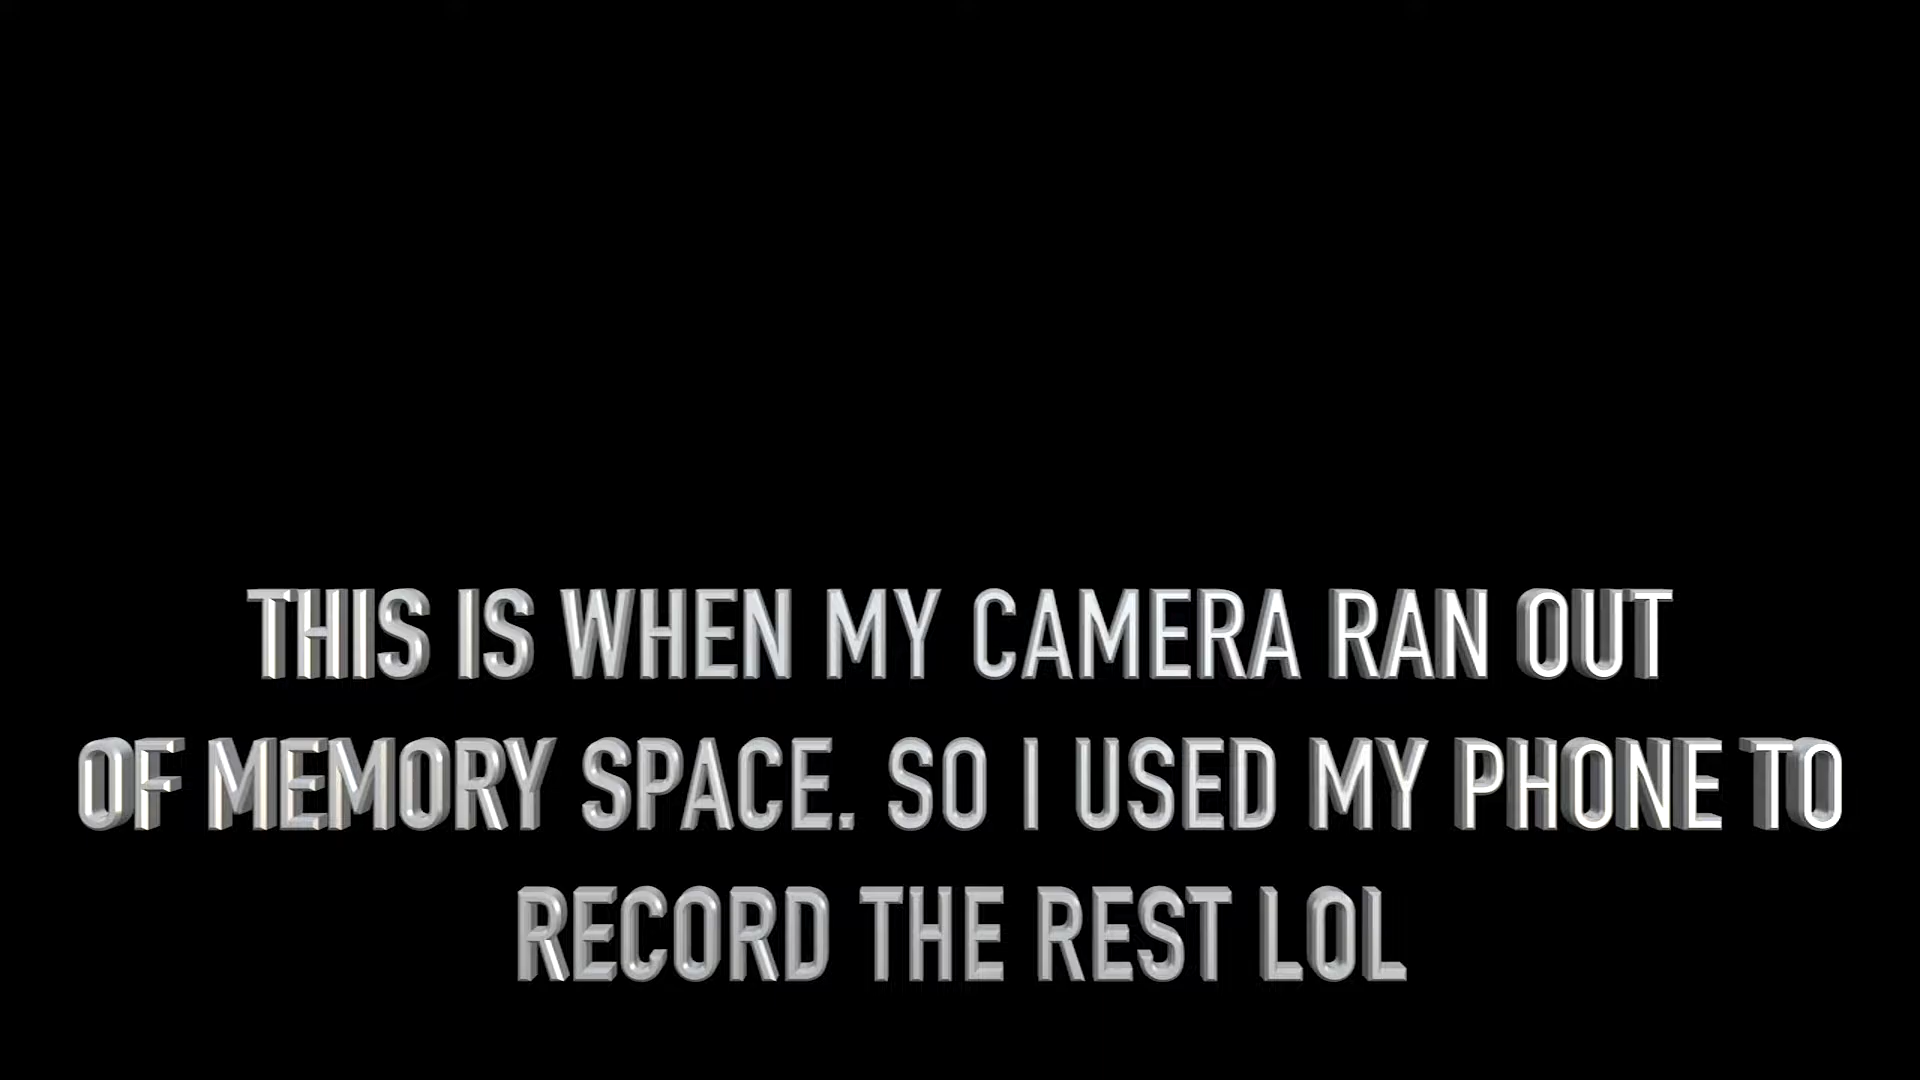 THIS IS WHEN MY CAMERA RAN OUT
OF MEMORY SPACE. SO I USED MY PHONE TO
RECORD THE REST LOL